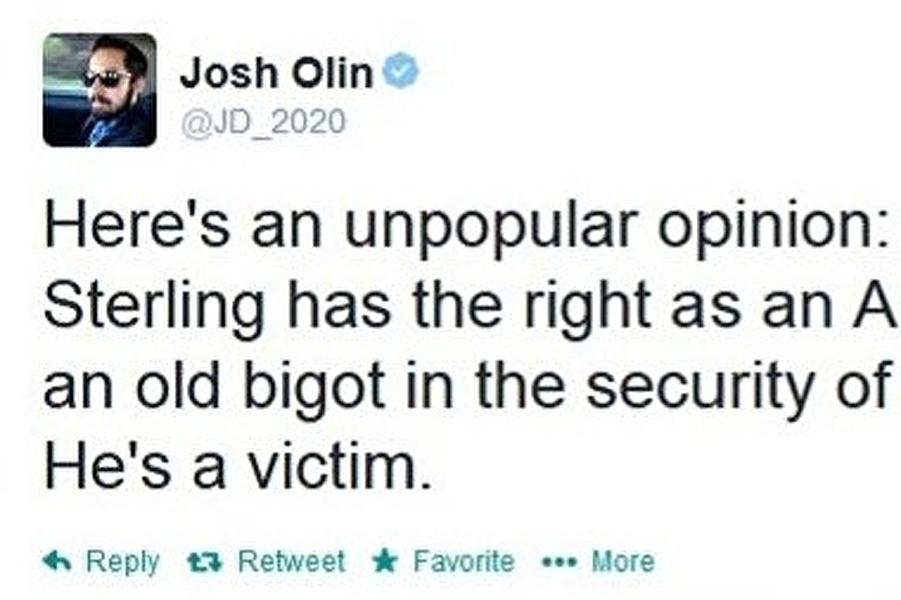 Josh Olin
@JD_2020
Here's an unpopular opinion:
Sterling has the right as an A
an old bigot in the security of
He's a victim.
Reply Retweet Favorite More